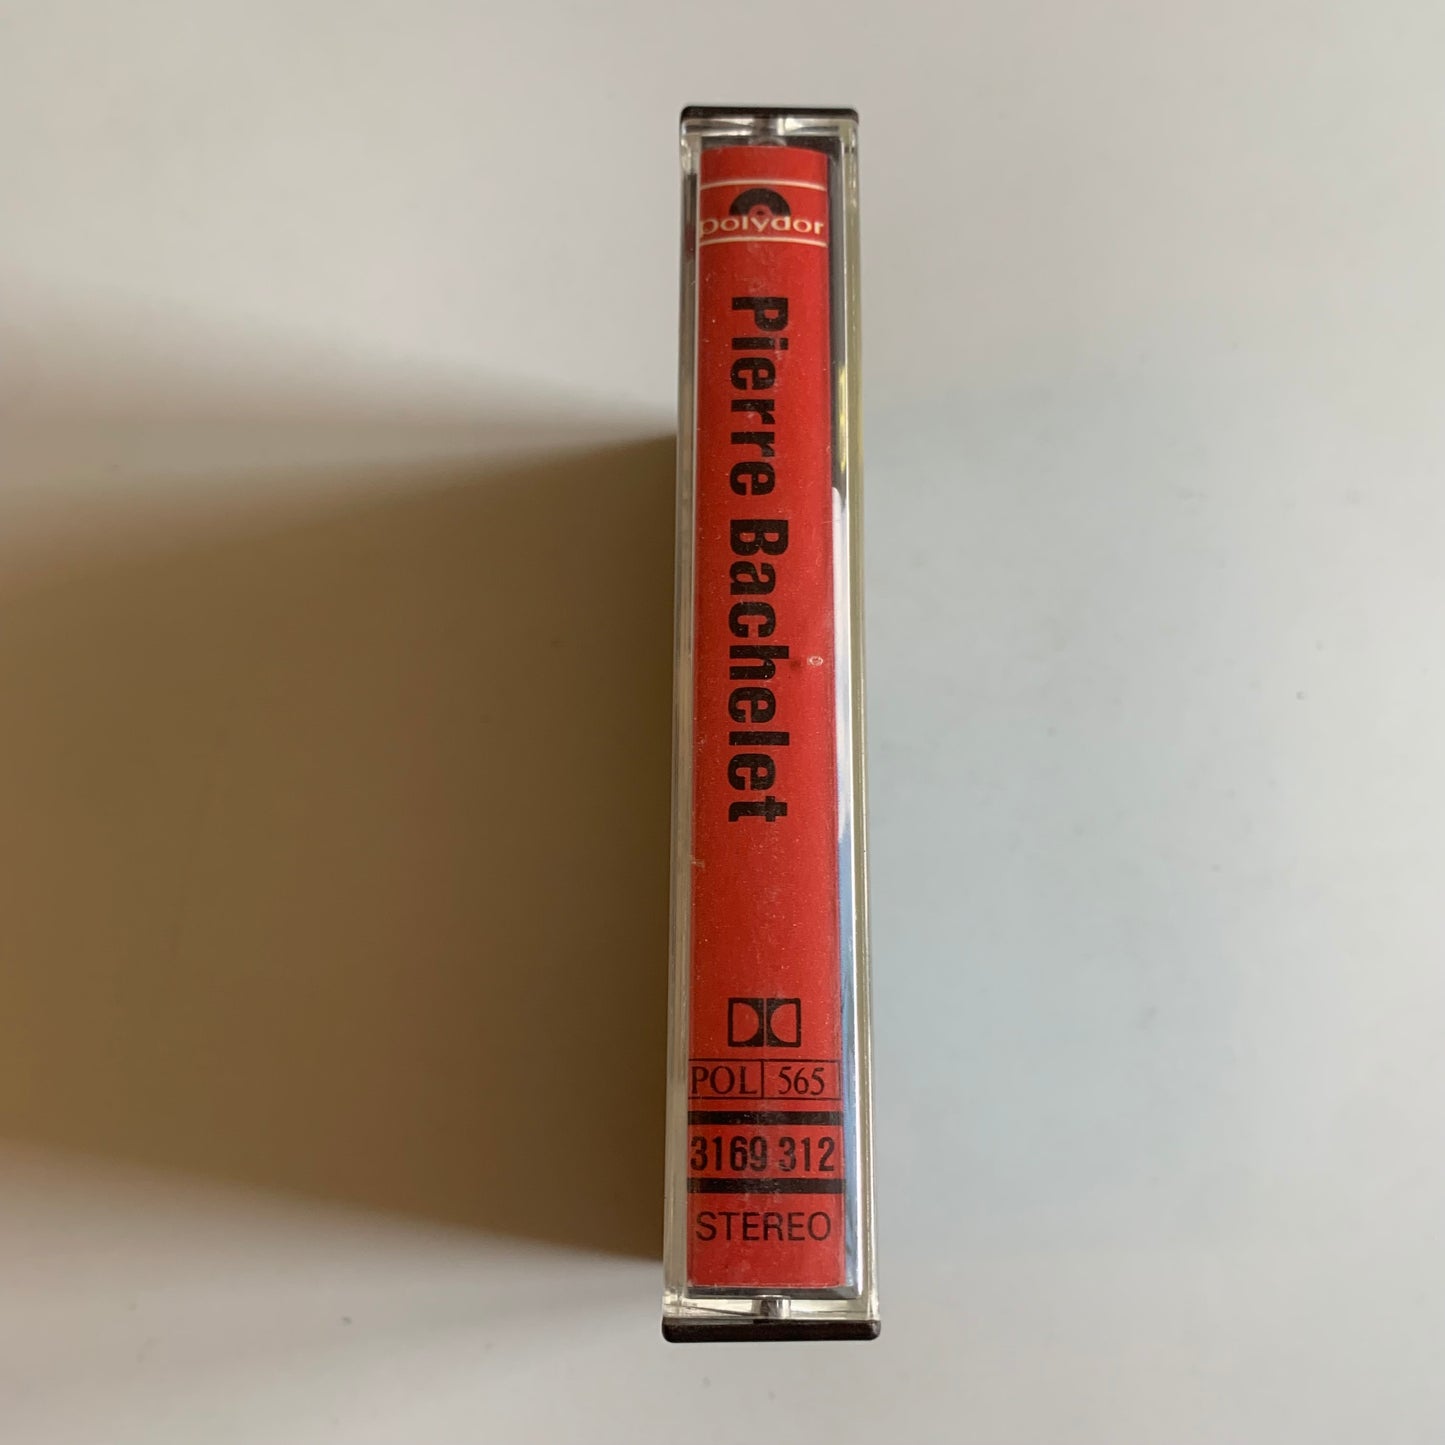 polydor
Pierre Bachelet
POL 565
3169 312
STEREO